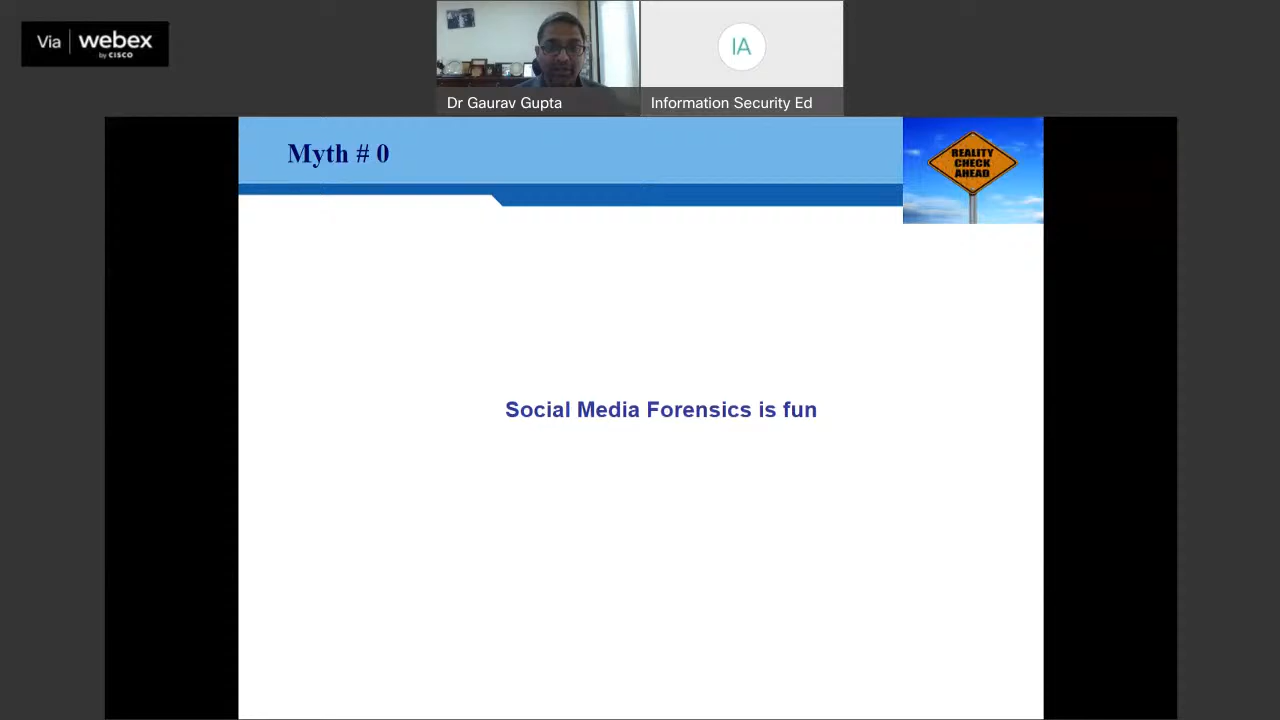 Via webex
by CISCO
IA
Dr Gaurav Gupta
Information Security Ed
Myth # 0
REALITY
CHECK
AHEAD
Social Media Forensics is fun